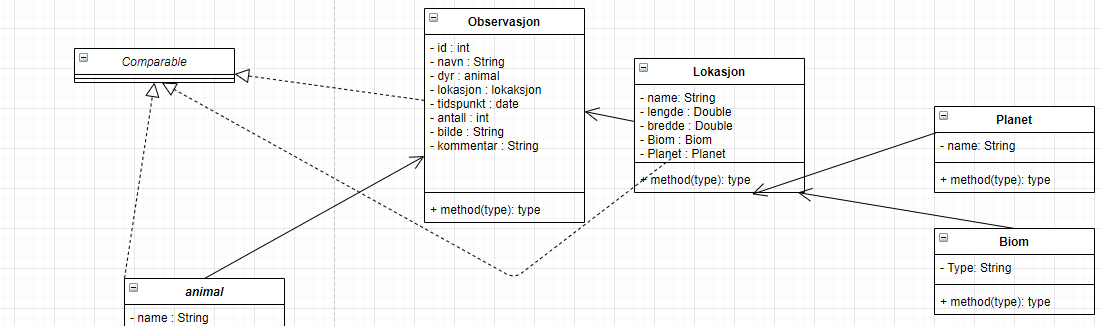 Comparable
Observasjon
- id : int
- navn : String
- dyr : animal
- lokasjon : lokaksjon
- tidspunkt : date
- antall : int
- bilde : String
- kommentar : String
+ method(type): type
Lokasjon
- name: String
- lengde : Double
- bredde : Double
- Biom : Biom
- Planet : Planet
+ method(type): type
Planet
- name: String
+ method(type): type
Biom
- Type: String
+ method(type): type
animal
- name : String